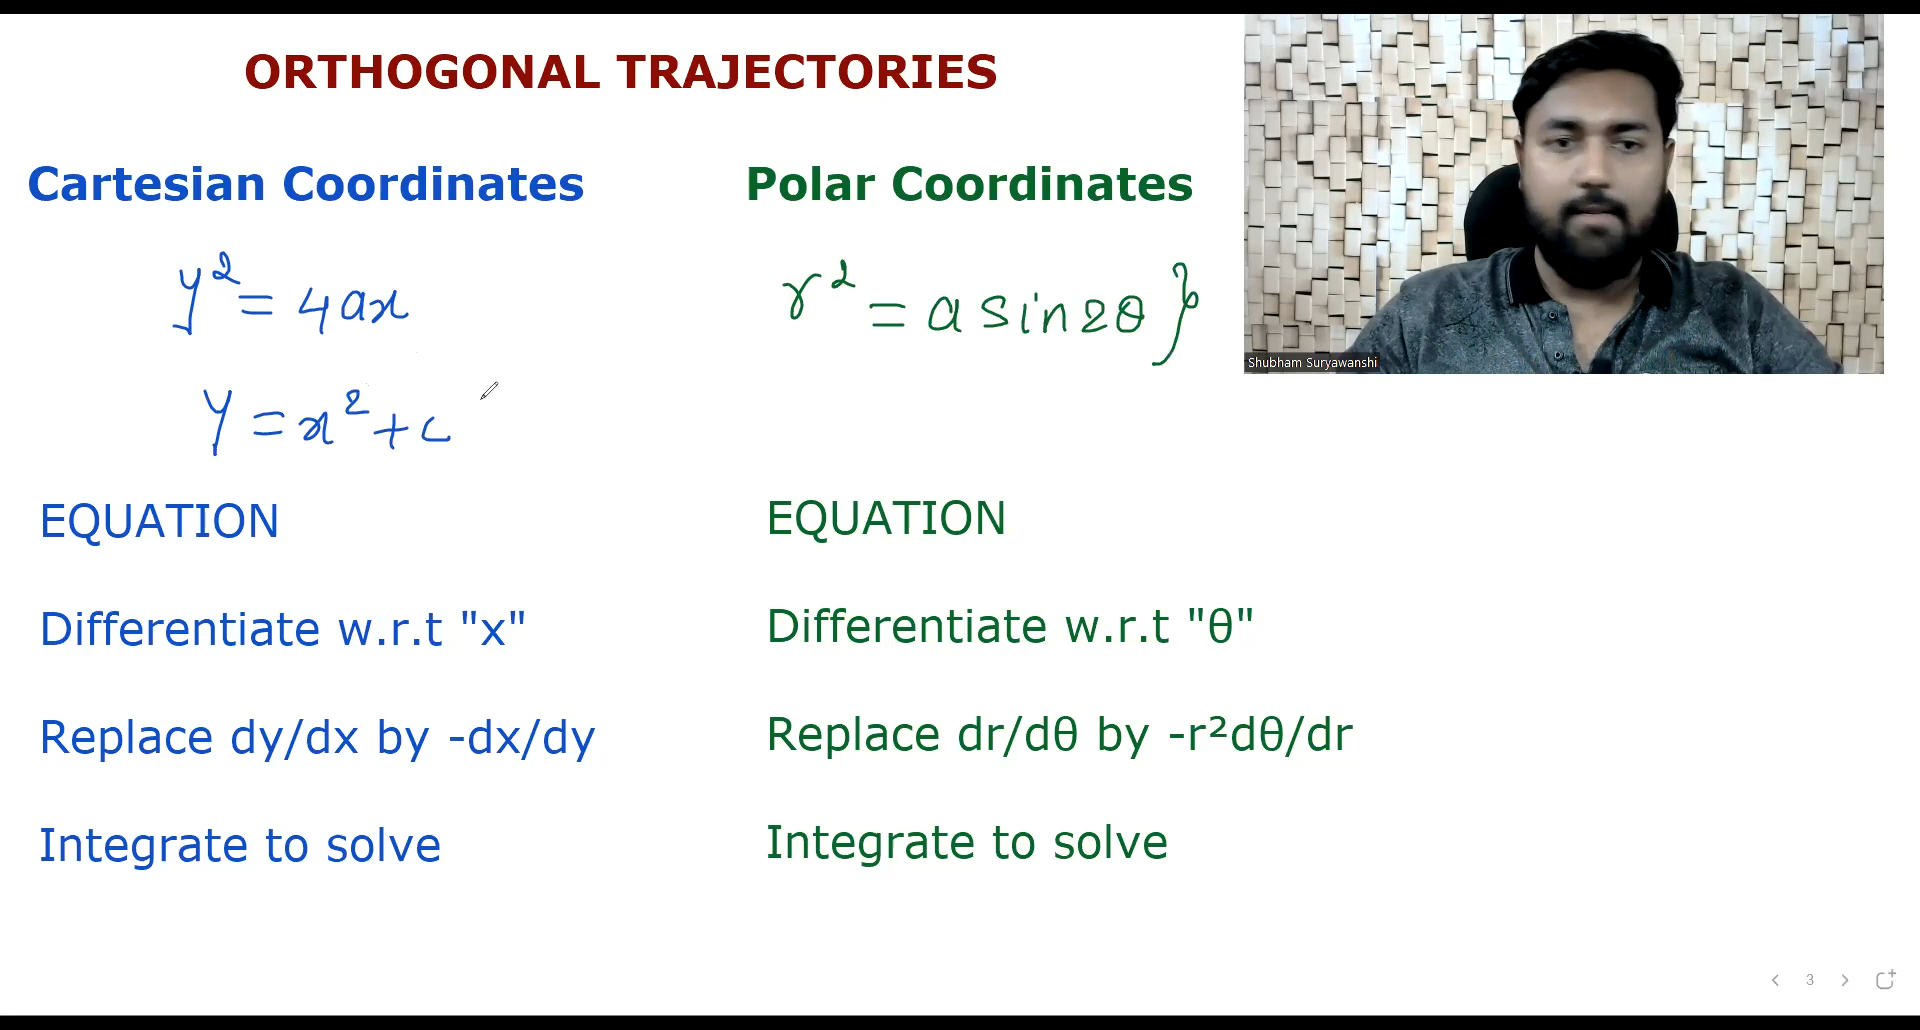 ORTHOGONAL TRAJECTORIES
Cartesian Coordinates
y² = 4ax
y = x² + c
EQUATION
Differentiate w.r.t "x"
Replace dy/dx by -dx/dy
Integrate to solve
Polar Coordinates
r² = a sin2θ }
EQUATION
Differentiate w.r.t "θ"
Replace dr/dθ by -r²dθ/dr
Integrate to solve
Shubham Suryawanshi
3